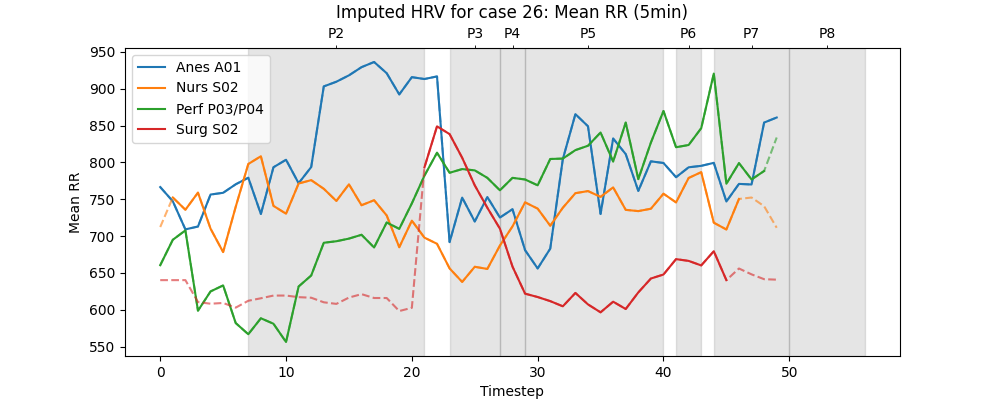 Imputed HRV for case 26: Mean RR (5min)
P2 P3 P4 P5 P6 P7 P8
Anes A01
Nurs S02
Perf P03/P04
Surg S02
950
900
850
800
750
700
650
600
550
Mean RR
0 10 20 30 40 50
Timestep